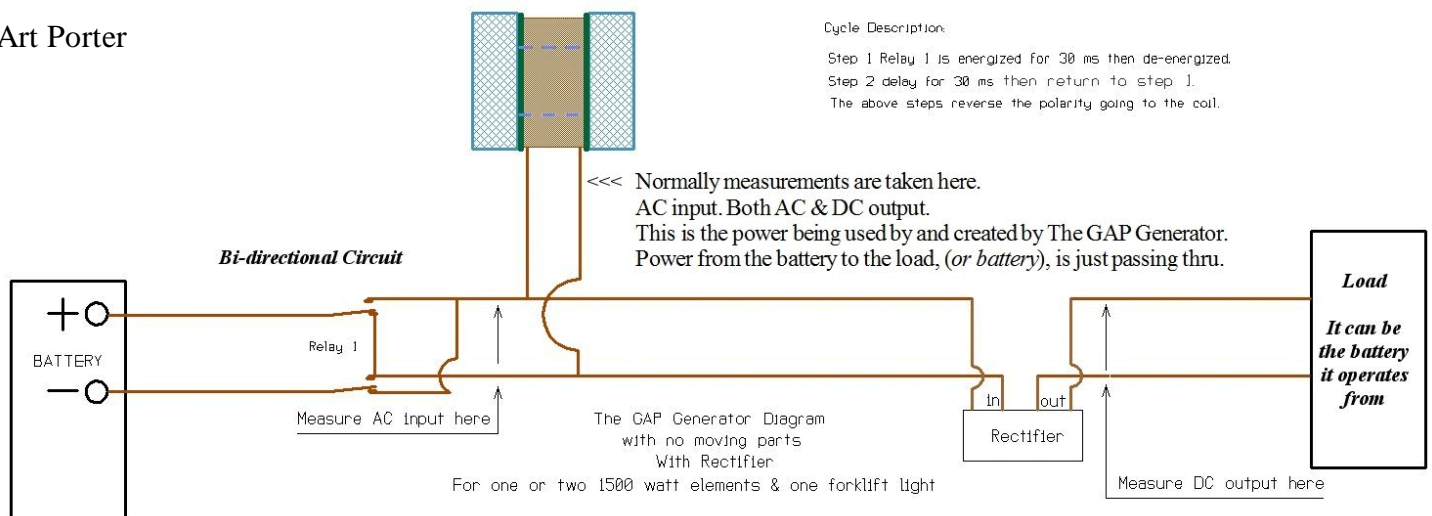 Art Porter
Cycle Description:
Step 1 Relay 1 is energized for 30 ms then de-energized.
Step 2 delay for 30 ms then return to step 1.
The above steps reverse the polarity going to the coil.
<<< Normally measurements are taken here.
AC input. Both AC & DC output.
This is the power being used by and created by The GAP Generator.
Power from the battery to the load, (or battery), is just passing thru.
Bi-directional Circuit
+
BATTERY
−
Relay 1
Measure AC input here
The GAP Generator Diagram
with no moving parts
With Rectifier
For one or two 1500 watt elements & one forklift light
in
out
Rectifier
Measure DC output here
Load
It can be
the battery
it operates
from